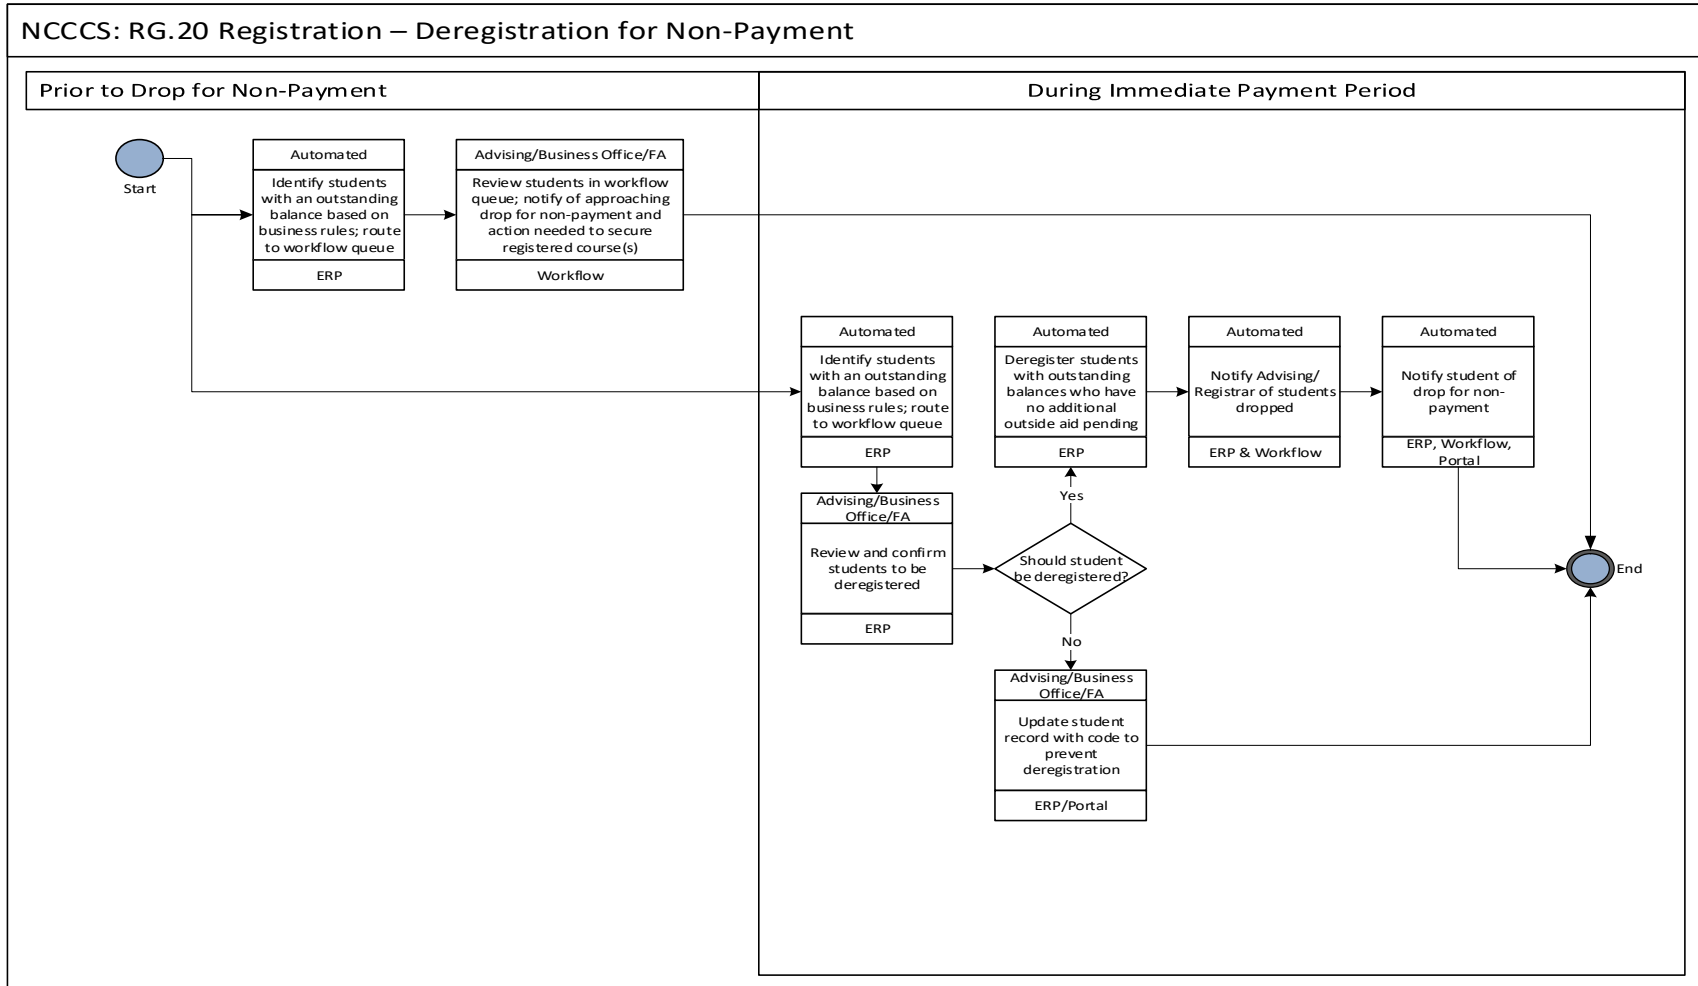 NCCCS: RG.20 Registration – Deregistration for Non-Payment
Prior to Drop for Non-Payment
During Immediate Payment Period
Start
Automated
Identify students
with an outstanding
balance based on
business rules; route
to workflow queue
ERP
Advising/Business Office/FA
Review students in workflow
queue; notify of approaching
drop for non-payment and
action needed to secure
registered course(s)
Workflow
Automated
Identify students
with an outstanding
balance based on
business rules; route
to workflow queue
ERP
Automated
Deregister students
with outstanding
balances who have
no additional
outside aid pending
ERP
Automated
Notify Advising/
Registrar of students
dropped
ERP & Workflow
Automated
Notify student of
drop for non-
payment
ERP, Workflow,
Portal
Advising/Business
Office/FA
Review and confirm
students to be
deregistered
ERP
Yes
Should student
be deregistered?
No
End
Advising/Business
Office/FA
Update student
record with code to
prevent
deregistration
ERP/Portal